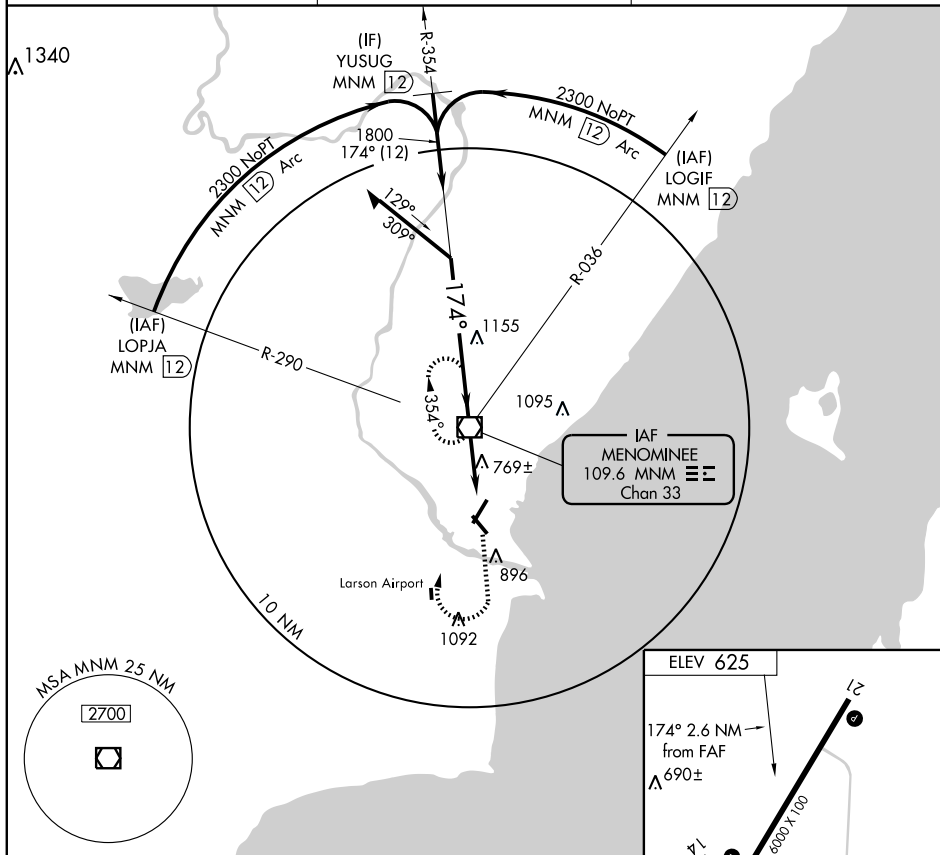 1340
(IF)
YUSUG
MNM 12
R-354
1800
174° (12)
2300 NoPT
MNM 12 Arc
2300 NoPT
MNM 12 Arc
(IAF)
LOGIF
MNM 12
129°
309°
R-036
174°
1155
(IAF)
LOPJA
MNM 12
R-290
354°
1095
IAF
MENOMINEE
109.6 MNM
Chan 33
769±
896
Larson Airport
1092
10 NM
MSA MNM 25 NM
2700
ELEV 625
174° 2.6 NM
from FAF
690±
21
6000 X 100
14